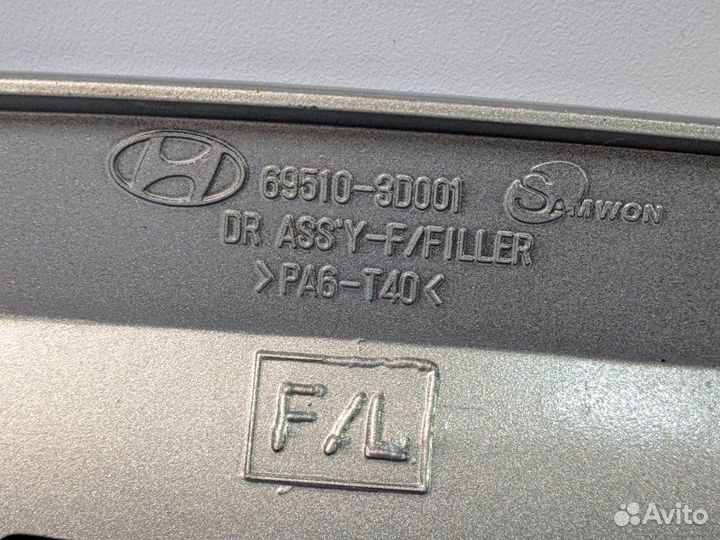 69510-3D001 SAMWON
DR ASS'Y-F/FILLER
>PA6-T40<
F/L
Avito